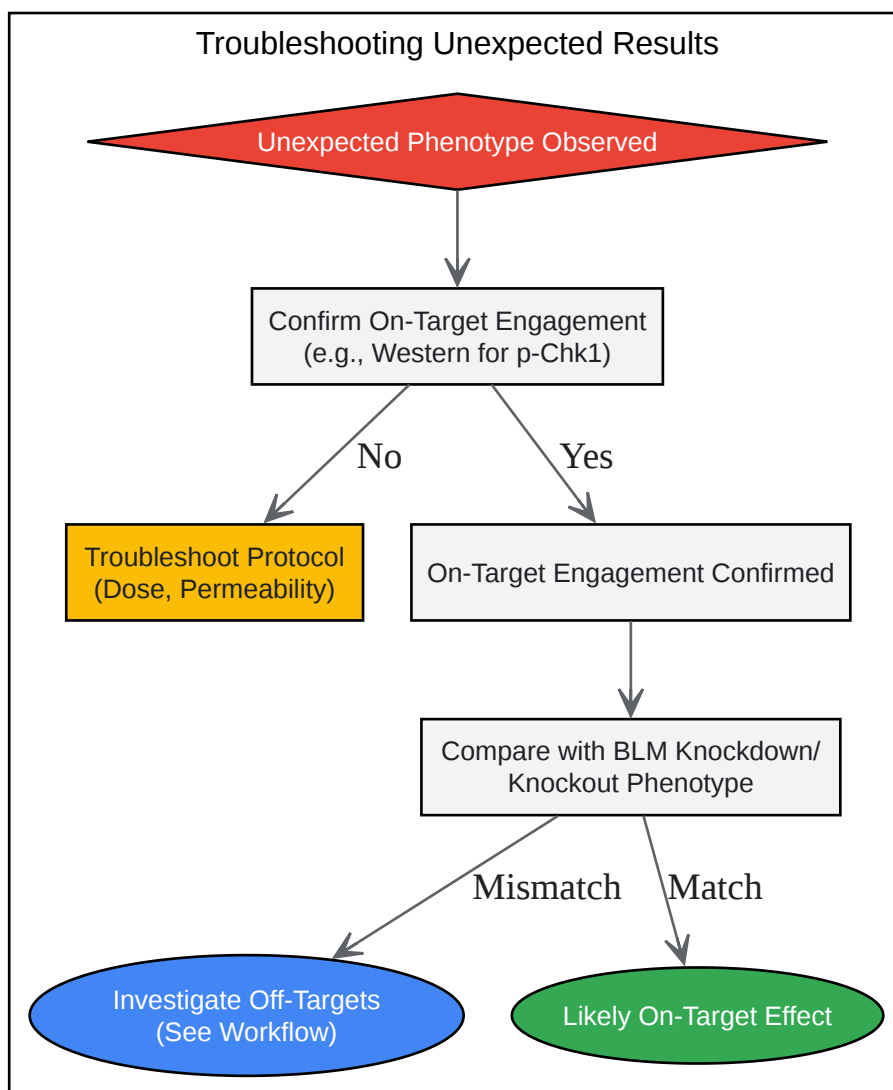 Troubleshooting Unexpected Results
Unexpected Phenotype Observed
Confirm On-Target Engagement
(e.g., Western for p-Chk1)
No
Yes
Troubleshoot Protocol
(Dose, Permeability)
On-Target Engagement Confirmed
Compare with BLM Knockdown/
Knockout Phenotype
Mismatch
Match
Investigate Off-Targets
(See Workflow)
Likely On-Target Effect